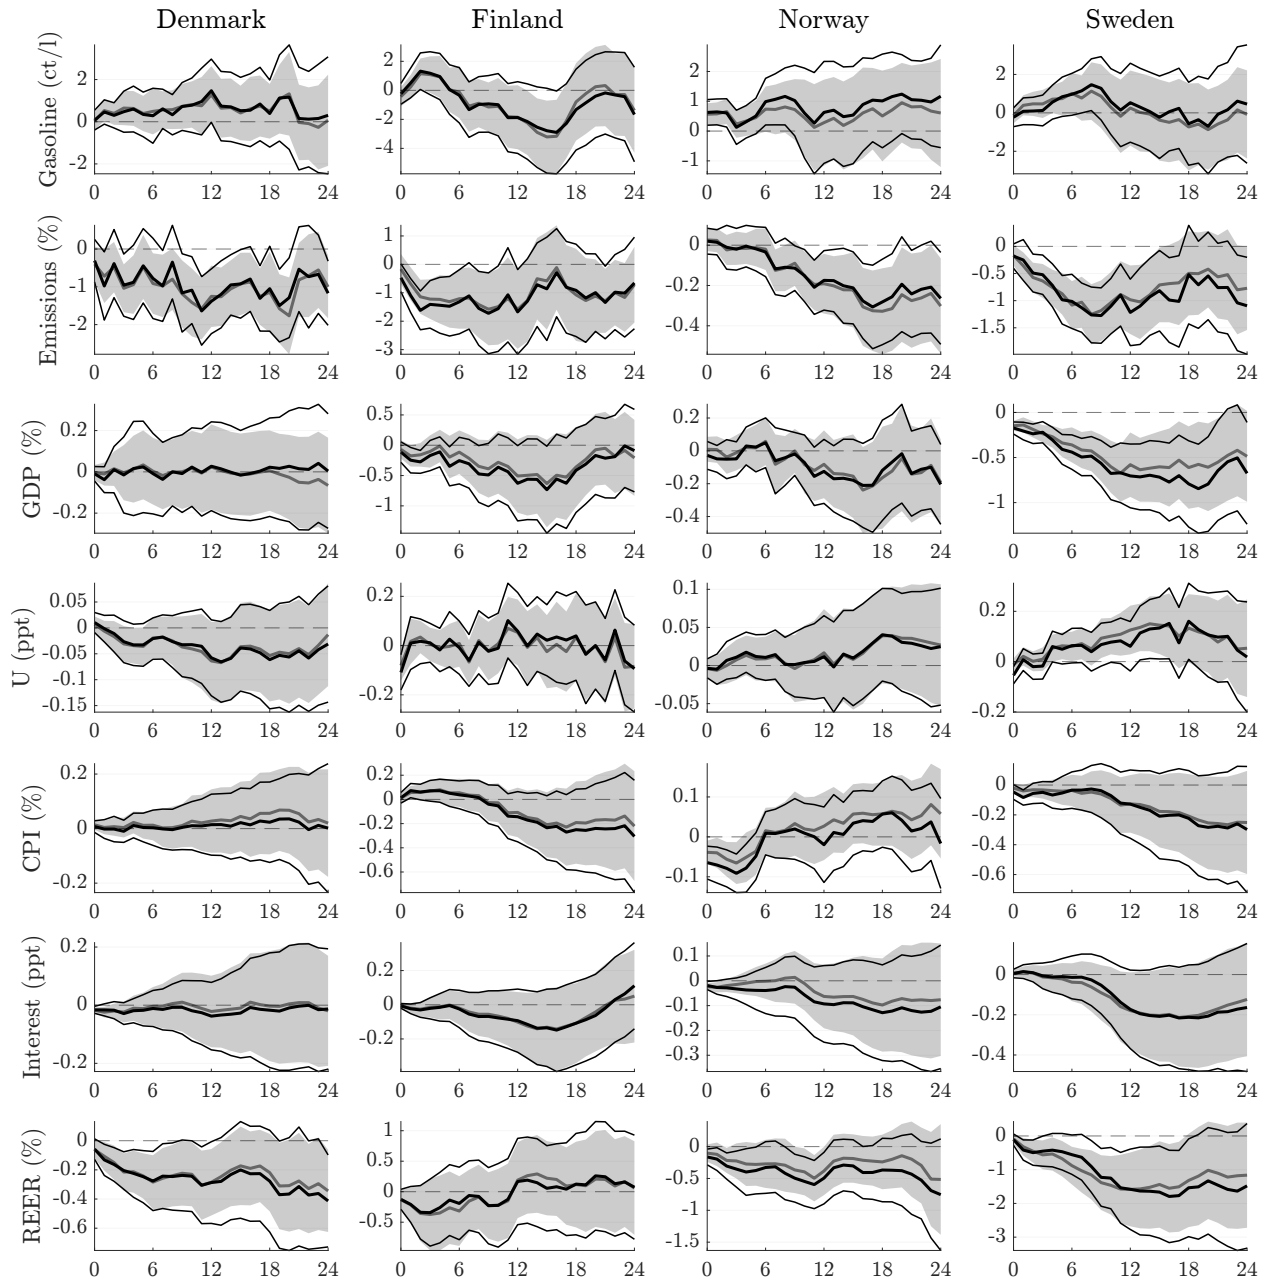 Denmark Finland Norway Sweden
Gasoline (ct/l)
2 0 -2
2 0 -2 -4
2 1 0 -1
2 0 -2
0 6 12 18 24 0 6 12 18 24 0 6 12 18 24 0 6 12 18 24
Emissions (%)
0 -1 -2
1 0 -1 -2 -3
0 -0.2 -0.4
0 -0.5 -1 -1.5
0 6 12 18 24 0 6 12 18 24 0 6 12 18 24 0 6 12 18 24
GDP (%)
0.2 0 -0.2
0.5 0 -0.5 -1
0.2 0 -0.2 -0.4
0 -0.5 -1
0 6 12 18 24 0 6 12 18 24 0 6 12 18 24 0 6 12 18 24
U (ppt)
0.05 0 -0.05 -0.1 -0.15
0.2 0 -0.2
0.1 0.05 0 -0.05
0.2 0 -0.2
0 6 12 18 24 0 6 12 18 24 0 6 12 18 24 0 6 12 18 24
CPI (%)
0.2 0 -0.2
0.2 0 -0.2 -0.4 -0.6
0.1 0 -0.1
0 -0.2 -0.4 -0.6
0 6 12 18 24 0 6 12 18 24 0 6 12 18 24 0 6 12 18 24
Interest (ppt)
0.2 0 -0.2
0.2 0 -0.2
0.1 0 -0.1 -0.2 -0.3
0 -0.2 -0.4
0 6 12 18 24 0 6 12 18 24 0 6 12 18 24 0 6 12 18 24
REER (%)
0 -0.2 -0.4 -0.6
1 0.5 0 -0.5
0 -0.5 -1 -1.5
0 -1 -2 -3
0 6 12 18 24 0 6 12 18 24 0 6 12 18 24 0 6 12 18 24